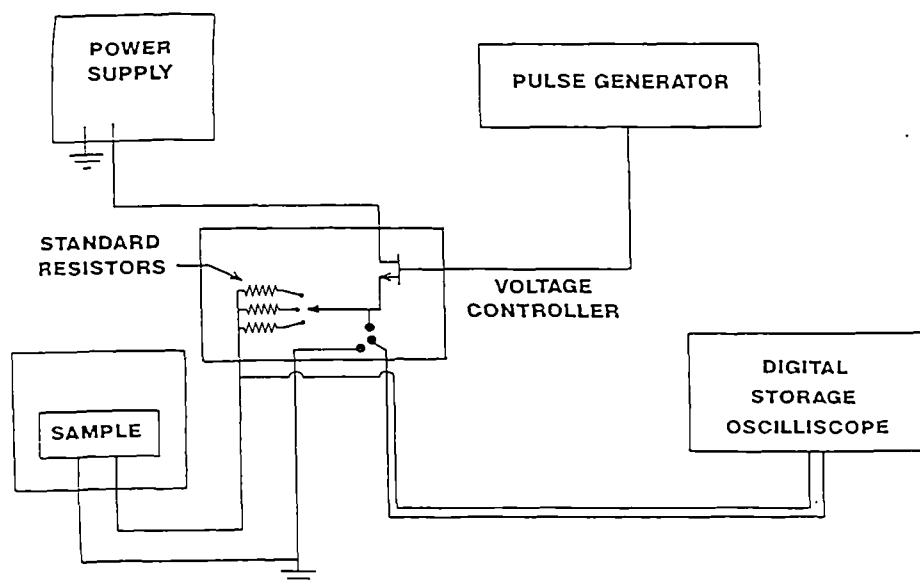 POWER
SUPPLY
PULSE GENERATOR
STANDARD
RESISTORS
VOLTAGE
CONTROLLER
SAMPLE
DIGITAL
STORAGE
OSCILLISCOPE